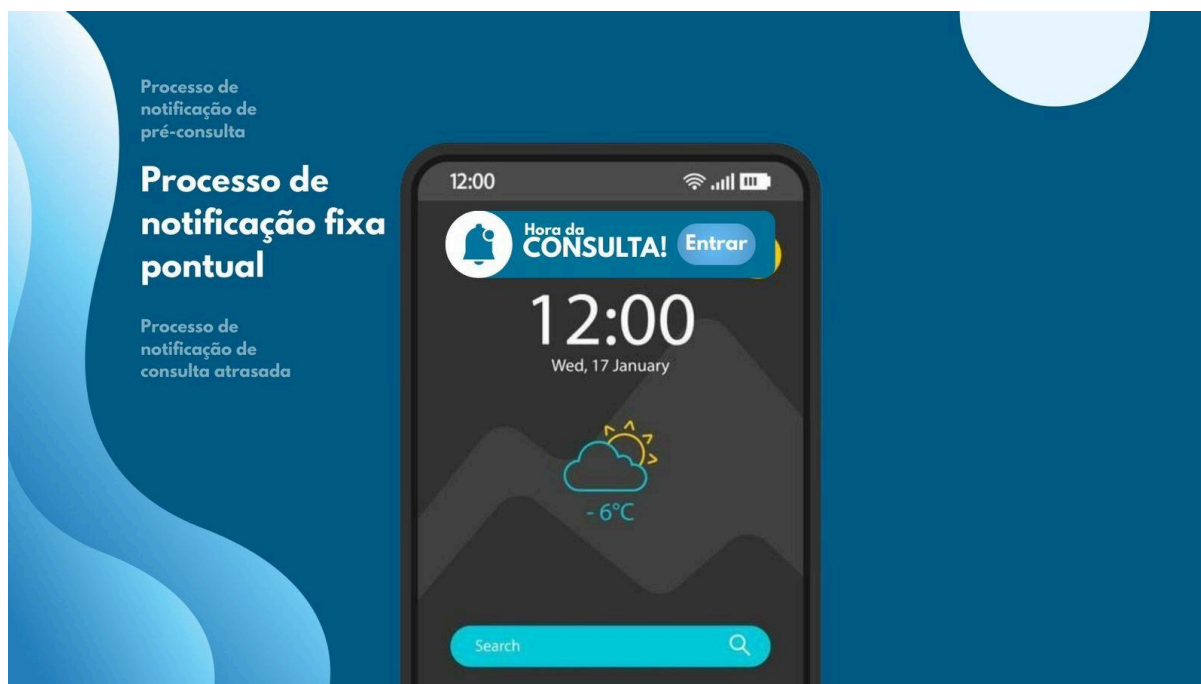 Processo de
notificação de
pré-consulta
Processo de
notificação fixa
pontual
Processo de
notificação de
consulta atrasada
12:00
Hora da
CONSULTA!
Entrar
12:00
Wed, 17 January
- 6°C
Search